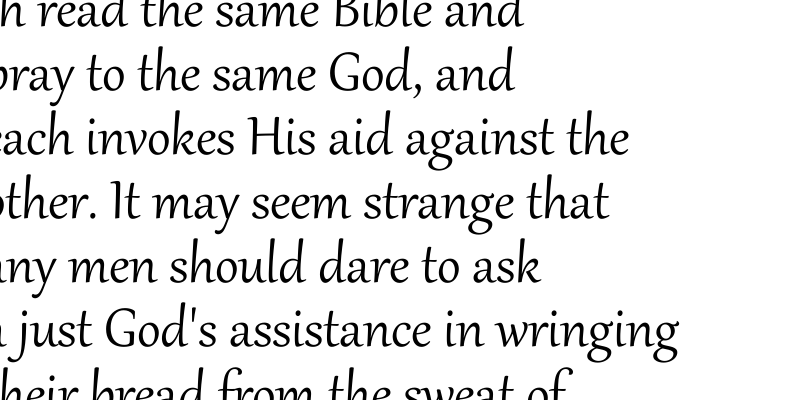 read the same Bible and
pray to the same God, and
each invokes His aid against the
other. It may seem strange that
any men should dare to ask
just God's assistance in wringing
their bread from the sweat of